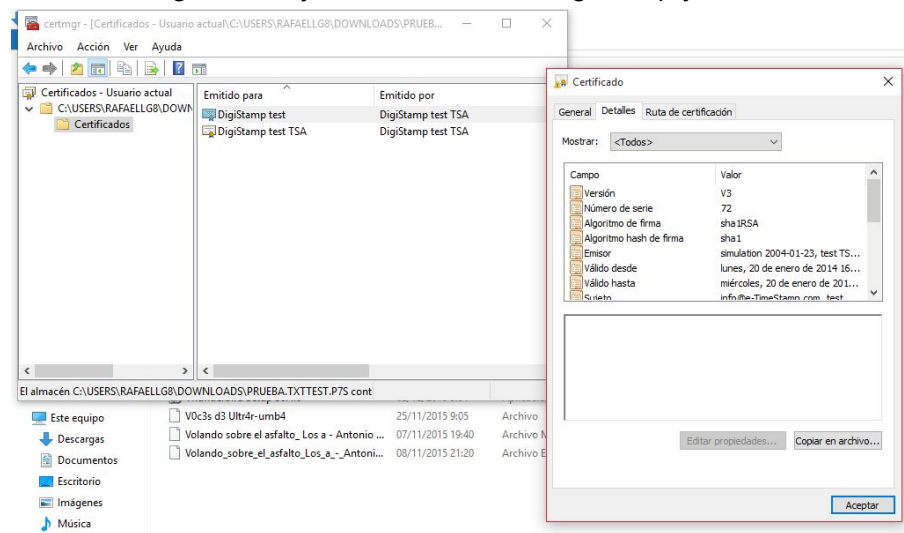 certmgr - [Certificados - Usuario actual\C:\USERS\RAFAELLG8\DOWNLOADS\PRUEB...
Archivo Acción Ver Ayuda
Certificados - Usuario actual
C:\USERS\RAFAELLG8\DOWN
Certificados
Emitido para Emitido por
DigiStamp test DigiStamp test TSA
DigiStamp test TSA DigiStamp test TSA
El almacén C:\USERS\RAFAELLG8\DOWNLOADS\PRUEBA.TXTTEST.P7S cont
Este equipo
Descargas
Documentos
Escritorio
Imágenes
Música
V0c3s d3 Ultr4r-umb4 25/11/2015 9:05 Archivo
Volando sobre el asfalto_ Los a - Antonio ... 07/11/2015 19:40 Archivo
Volando_sobre_el_asfalto_Los_a_-_Antoni... 08/11/2015 21:20 Archivo
Certificado
General Detalles Ruta de certificación
Mostrar: <Todos>
Campo Valor
Versión V3
Número de serie 72
Algoritmo de firma sha1RSA
Algoritmo hash de firma sha1
Emisor simulation 2004-01-23, test TS...
Válido desde lunes, 20 de enero de 2014 16...
Válido hasta miércoles, 20 de enero de 201...
Sujeto info@e-TimeStamp.com, test
Editar propiedades... Copiar en archivo...
Aceptar